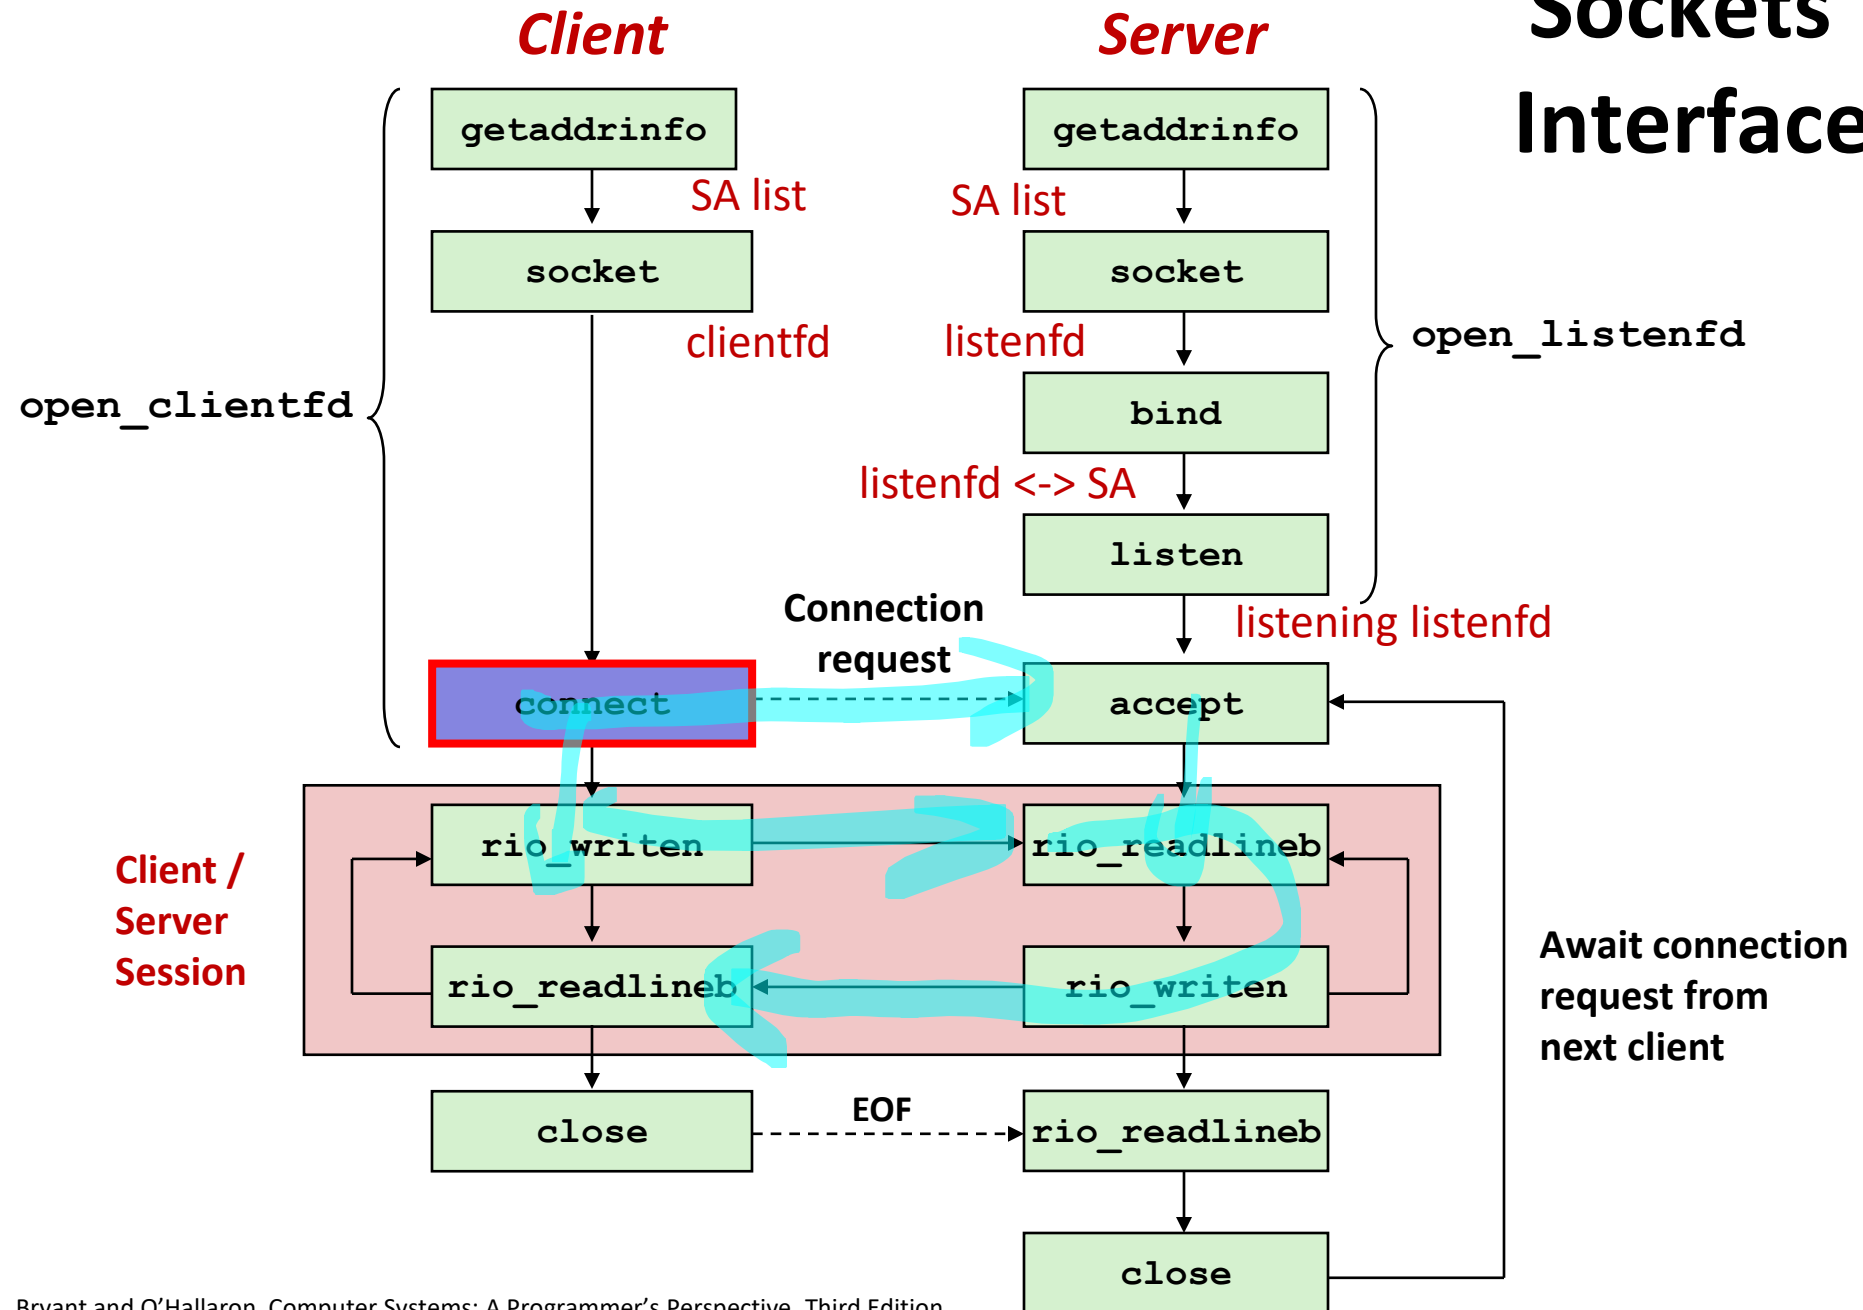 Client
Server
Sockets
Interface
getaddrinfo
getaddrinfo
SA list
SA list
socket
socket
clientfd
listenfd
open_listenfd
open_clientfd
bind
listenfd <-> SA
listen
Connection
request
listening listenfd
connect
accept
Client /
Server
Session
rio_writen
rio_readlineb
rio_readlineb
rio_writen
Await connection
request from
next client
close
EOF
rio_readlineb
close
Bryant and O'Hallaron, Computer Systems: A Programmer's Perspective, Third Edition